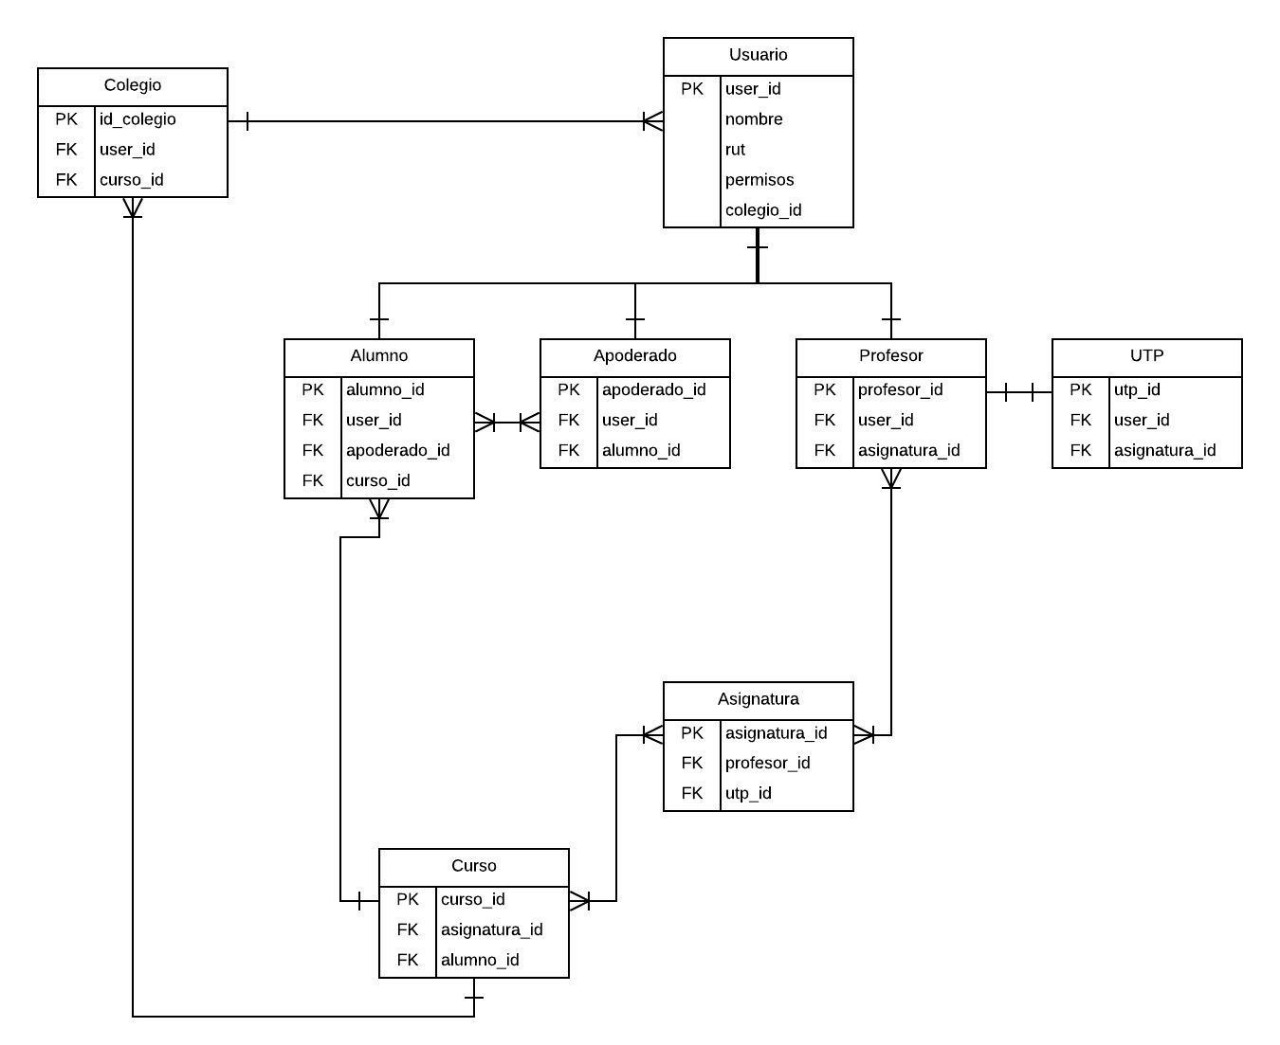 Colegio
PK id_colegio
FK user_id
FK curso_id
Usuario
PK user_id
nombre
rut
permisos
colegio_id
Alumno
PK alumno_id
FK user_id
FK apoderado_id
FK curso_id
Apoderado
PK apoderado_id
FK user_id
FK alumno_id
Profesor
PK profesor_id
FK user_id
FK asignatura_id
UTP
PK utp_id
FK user_id
FK asignatura_id
Asignatura
PK asignatura_id
FK profesor_id
FK utp_id
Curso
PK curso_id
FK asignatura_id
FK alumno_id